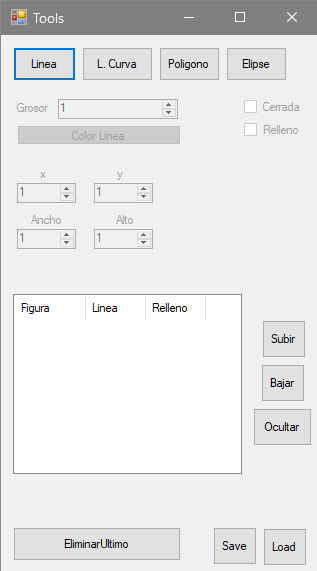 Tools
Linea L. Curva Poligono Elipse
Grosor 1 Cerrada
Color Linea Relleno
x y
1 1
Ancho Alto
1 1
Figura Linea Relleno
Subir
Bajar
Ocultar
EliminarUltimo Save Load